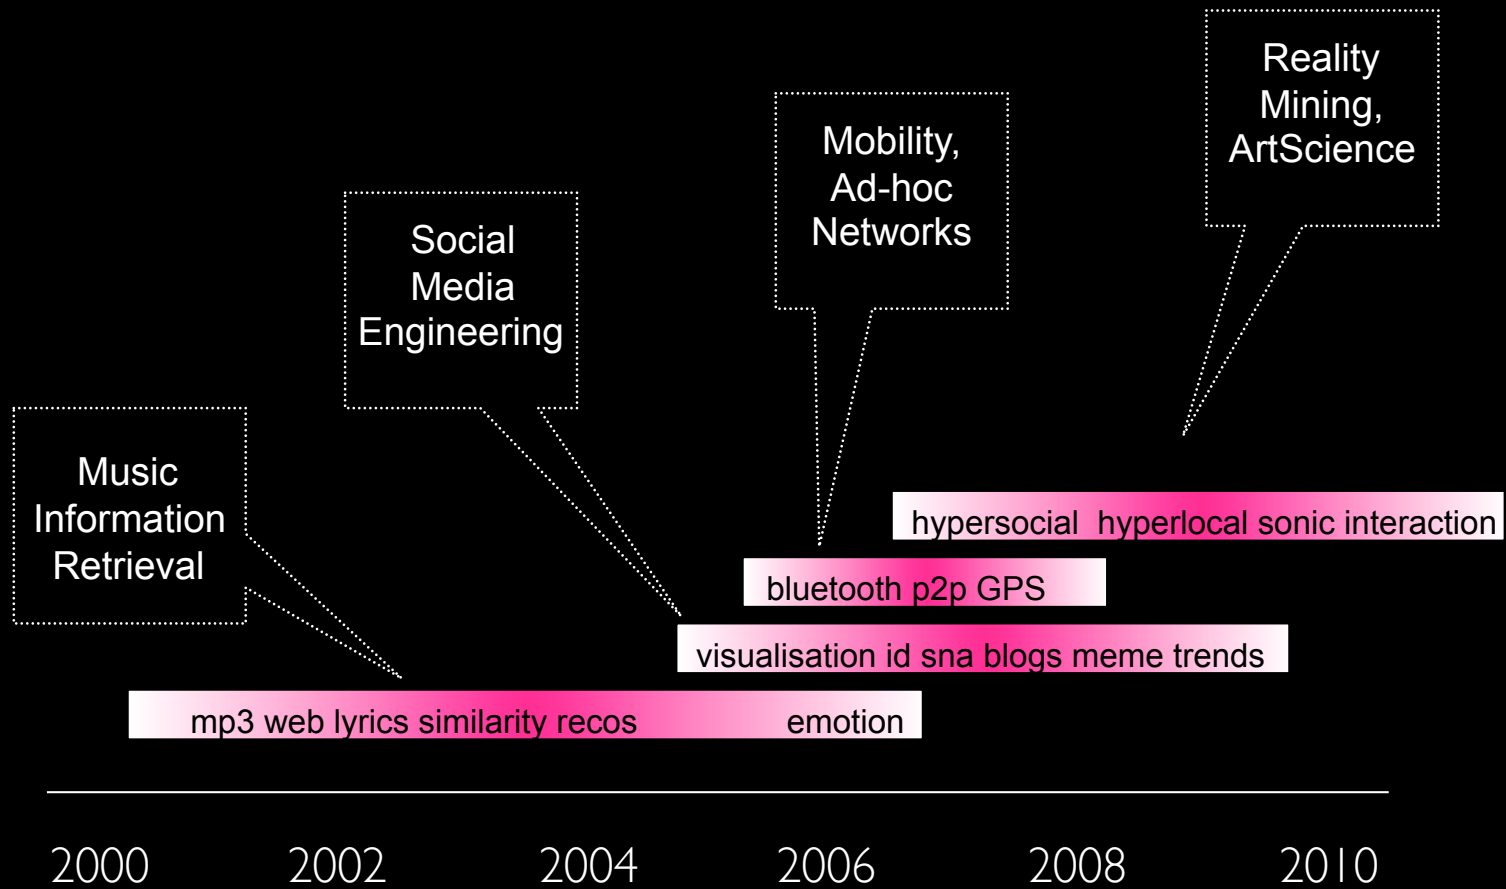 Reality
Mining,
ArtScience
Mobility,
Ad-hoc
Networks
Social
Media
Engineering
Music
Information
Retrieval
hypersocial hyperlocal sonic interaction
bluetooth p2p GPS
visualisation id sna blogs meme trends
mp3 web lyrics similarity recos emotion
2000 2002 2004 2006 2008 2010